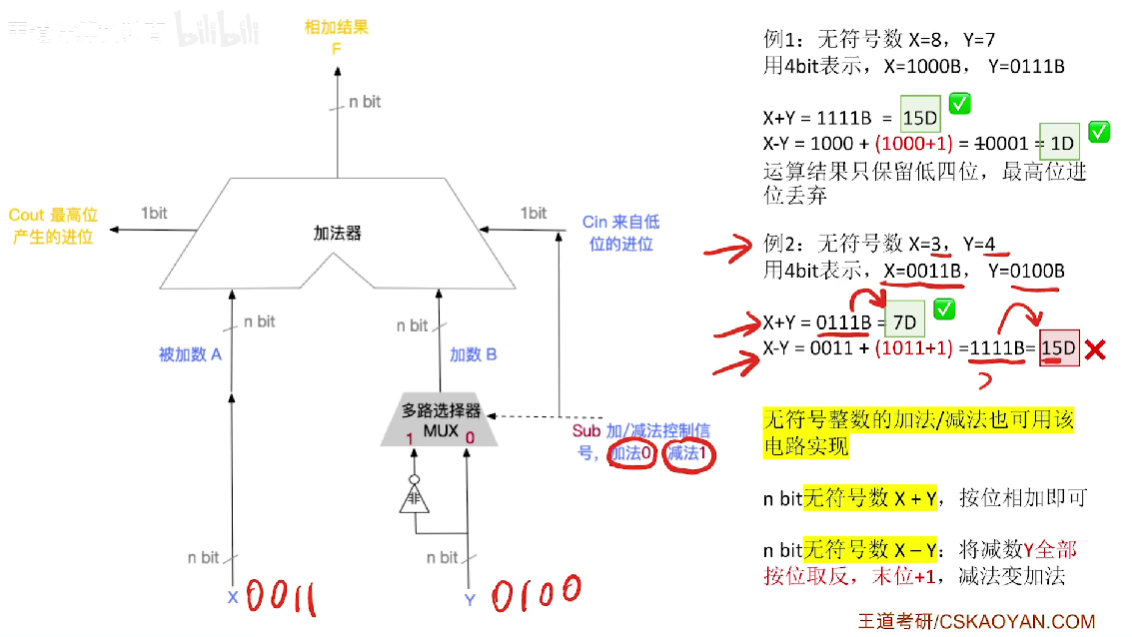 bilibili
相加结果
F
n bit
Cout 最高位
产生的进位
1bit
加法器
1bit
Cin 来自低
位的进位
n bit
被加数 A
n bit
加数 B
多路选择器
MUX
1
0
Sub 加/减法控制信
号，加法0 减法1
非
n bit
n bit
X 0011
Y 0100
例1：无符号数 X=8，Y=7
用4bit表示，X=1000B， Y=0111B
X+Y = 1111B = 15D
X-Y = 1000 + (1000+1) = 10001 = 1D
运算结果只保留低四位，最高位进
位丢弃
例2：无符号数 X=3，Y=4
用4bit表示，X=0011B， Y=0100B
X+Y = 0111B = 7D
X-Y = 0011 + (1011+1) =1111B= 15D
无符号整数的加法/减法也可用该
电路实现
n bit无符号数 X + Y，按位相加即可
n bit无符号数 X – Y：将减数Y全部
按位取反，末位+1，减法变加法
王道考研/CSKAOYAN.COM